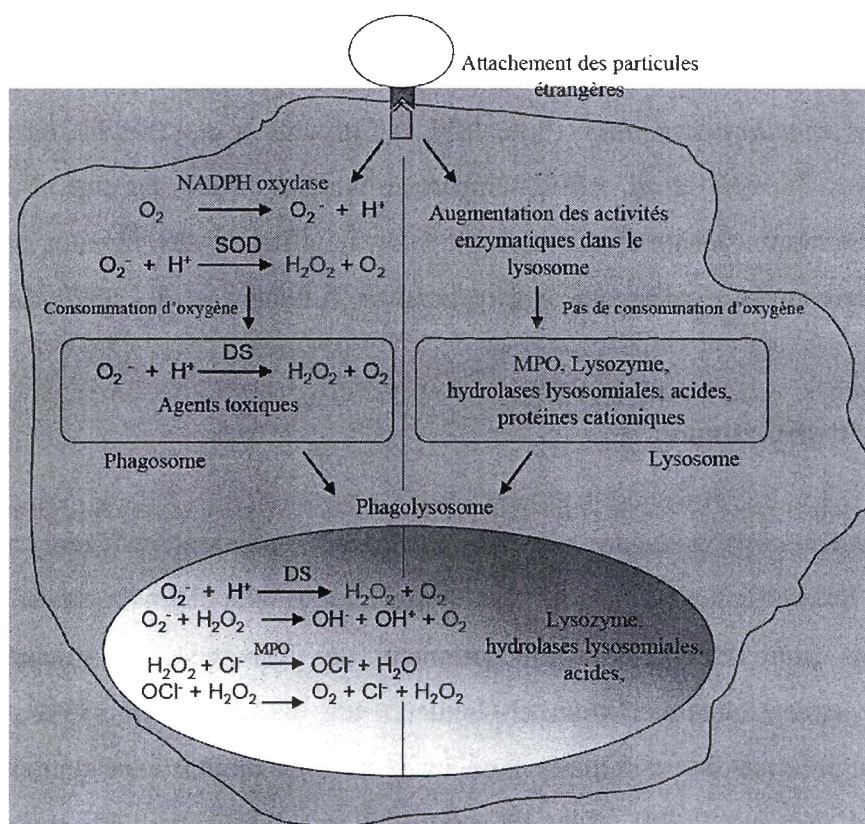 Attachement des particules
étrangères
NADPH oxydase
O₂ → O₂⁻ + H⁺
SOD
O₂⁻ + H⁺ → H₂O₂ + O₂
Consommation d'oxygène
DS
O₂⁻ + H⁺ → H₂O₂ + O₂
Agents toxiques
Phagosome
Augmentation des activités
enzymatiques dans le
lysosome
Pas de consommation d'oxygène
MPO, Lysozyme,
hydrolases lysosomiales, acides,
protéines cationiques
Lysosome
Phagolysosome
DS
O₂⁻ + H⁺ → H₂O₂ + O₂
O₂⁻ + H₂O₂ → OH⁻ + OH⁺ + O₂
MPO
H₂O₂ + Cl⁻ → OCl⁻ + H₂O
OCl⁻ + H₂O₂ → O₂ + Cl⁻ + H₂O₂
Lysozyme,
hydrolases lysosomiales,
acides,